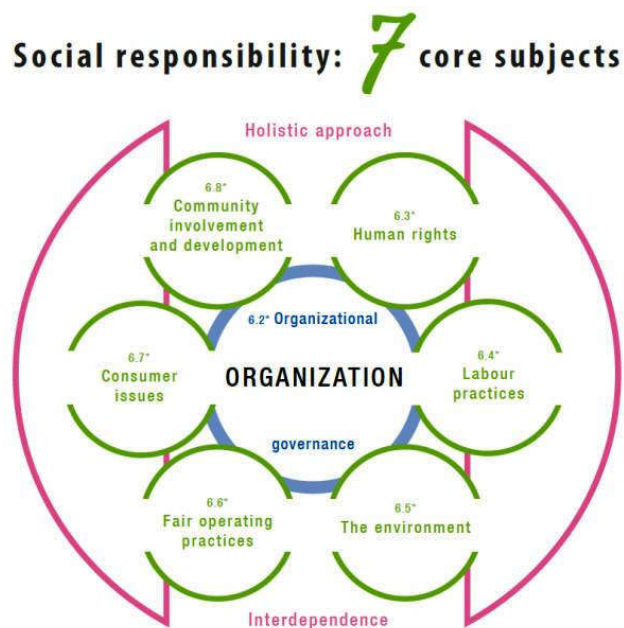 Social responsibility: 7 core subjects
Holistic approach
6.8*
Community
involvement
and development
6.3*
Human rights
6.2* Organizational
6.7*
Consumer
issues
ORGANIZATION
6.4*
Labour
practices
governance
6.6*
Fair operating
practices
6.5*
The environment
Interdependence